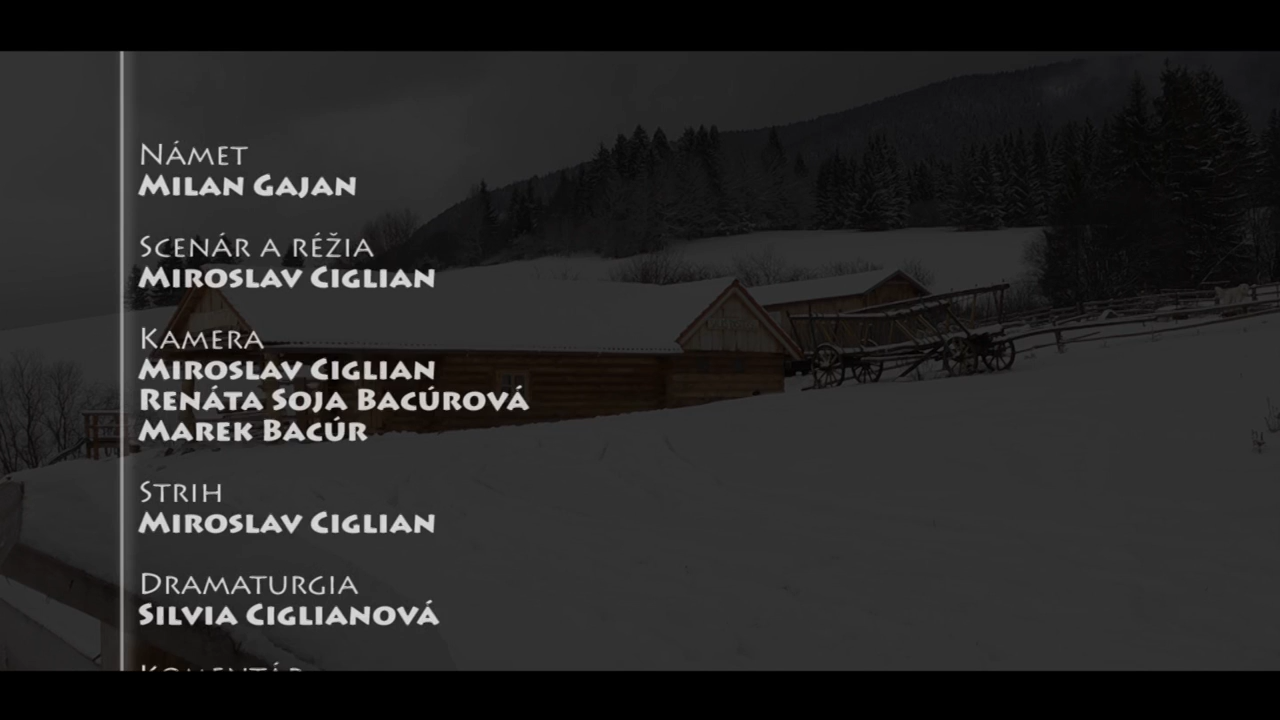 Námet
Milan Gajan
Scenár a réžia
Miroslav Ciglian
Kamera
Miroslav Ciglian
Renáta Soja Bacúrová
Marek Bacúr
Strih
Miroslav Ciglian
Dramaturgia
Silvia Ciglianová
Komentár